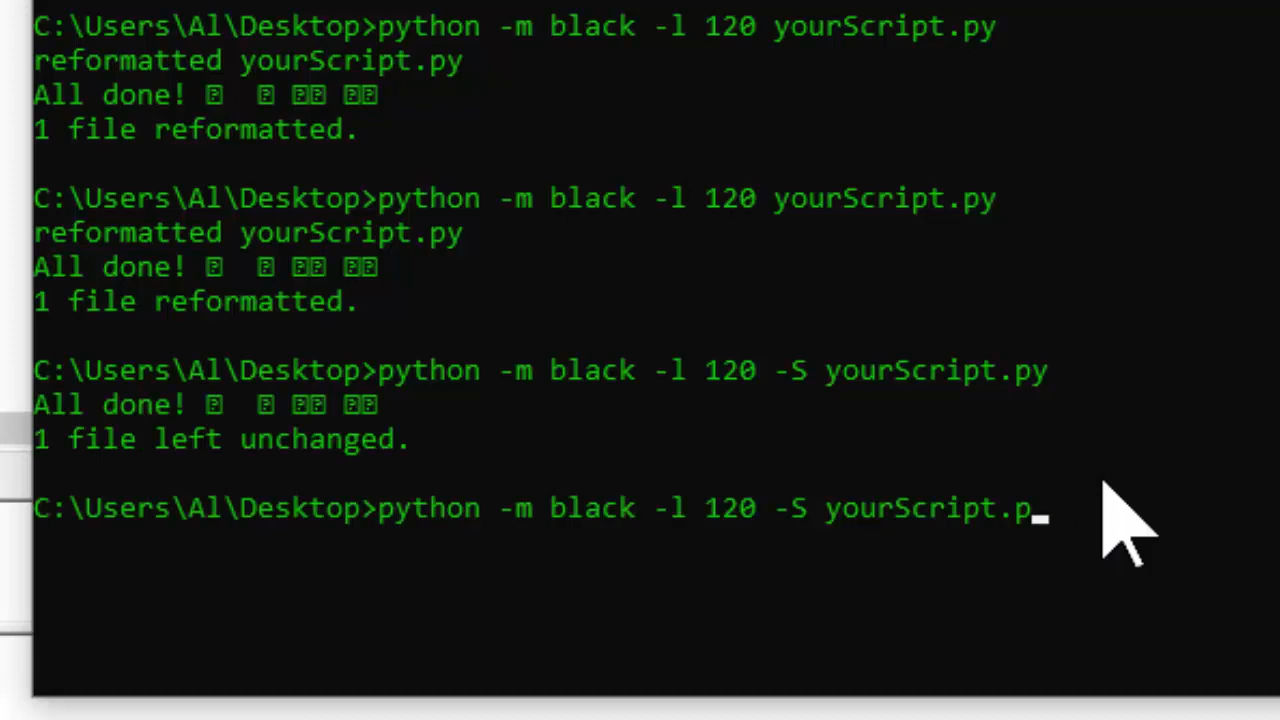 C:\Users\Al\Desktop>python -m black -l 120 yourScript.py
reformatted yourScript.py
All done! � � �� ��
1 file reformatted.
C:\Users\Al\Desktop>python -m black -l 120 yourScript.py
reformatted yourScript.py
All done! � � �� ��
1 file reformatted.
C:\Users\Al\Desktop>python -m black -l 120 -S yourScript.py
All done! � � �� ��
1 file left unchanged.
C:\Users\Al\Desktop>python -m black -l 120 -S yourScript.p